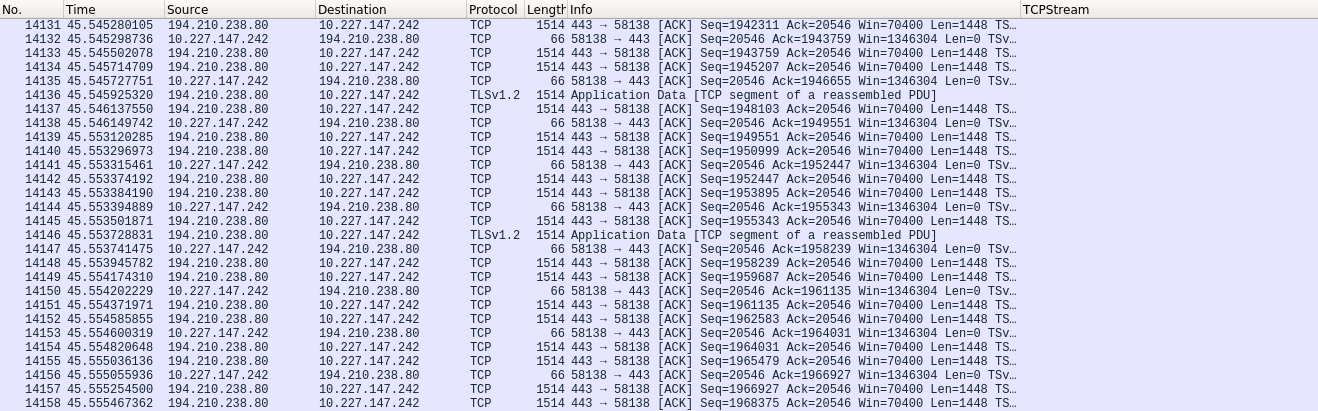 No. Time Source Destination Protocol Length Info TCPStream
14131 45.545280105 194.210.238.80 10.227.147.242 TCP 1514 443 → 58138 [ACK] Seq=1942311 Ack=20546 Win=70400 Len=1448 TS…
14132 45.545298736 10.227.147.242 194.210.238.80 TCP 66 58138 → 443 [ACK] Seq=20546 Ack=1943759 Win=1346304 Len=0 TSv…
14133 45.545502078 194.210.238.80 10.227.147.242 TCP 1514 443 → 58138 [ACK] Seq=1943759 Ack=20546 Win=70400 Len=1448 TS…
14134 45.545714709 194.210.238.80 10.227.147.242 TCP 1514 443 → 58138 [ACK] Seq=1945207 Ack=20546 Win=70400 Len=1448 TS…
14135 45.545727751 10.227.147.242 194.210.238.80 TCP 66 58138 → 443 [ACK] Seq=20546 Ack=1946655 Win=1346304 Len=0 TSv…
14136 45.545925320 194.210.238.80 10.227.147.242 TLSv1.2 1514 Application Data [TCP segment of a reassembled PDU]
14137 45.546137550 194.210.238.80 10.227.147.242 TCP 1514 443 → 58138 [ACK] Seq=1948103 Ack=20546 Win=70400 Len=1448 TS…
14138 45.546149742 10.227.147.242 194.210.238.80 TCP 66 58138 → 443 [ACK] Seq=20546 Ack=1949551 Win=1346304 Len=0 TSv…
14139 45.553120285 194.210.238.80 10.227.147.242 TCP 1514 443 → 58138 [ACK] Seq=1949551 Ack=20546 Win=70400 Len=1448 TS…
14140 45.553296973 194.210.238.80 10.227.147.242 TCP 1514 443 → 58138 [ACK] Seq=1950999 Ack=20546 Win=70400 Len=1448 TS…
14141 45.553315461 10.227.147.242 194.210.238.80 TCP 66 58138 → 443 [ACK] Seq=20546 Ack=1952447 Win=1346304 Len=0 TSv…
14142 45.553374192 194.210.238.80 10.227.147.242 TCP 1514 443 → 58138 [ACK] Seq=1952447 Ack=20546 Win=70400 Len=1448 TS…
14143 45.553384190 194.210.238.80 10.227.147.242 TCP 1514 443 → 58138 [ACK] Seq=1953895 Ack=20546 Win=70400 Len=1448 TS…
14144 45.553394889 10.227.147.242 194.210.238.80 TCP 66 58138 → 443 [ACK] Seq=20546 Ack=1955343 Win=1346304 Len=0 TSv…
14145 45.553501871 194.210.238.80 10.227.147.242 TCP 1514 443 → 58138 [ACK] Seq=1955343 Ack=20546 Win=70400 Len=1448 TS…
14146 45.553728831 194.210.238.80 10.227.147.242 TLSv1.2 1514 Application Data [TCP segment of a reassembled PDU]
14147 45.553741475 10.227.147.242 194.210.238.80 TCP 66 58138 → 443 [ACK] Seq=20546 Ack=1958239 Win=1346304 Len=0 TSv…
14148 45.553945782 194.210.238.80 10.227.147.242 TCP 1514 443 → 58138 [ACK] Seq=1958239 Ack=20546 Win=70400 Len=1448 TS…
14149 45.554174310 194.210.238.80 10.227.147.242 TCP 1514 443 → 58138 [ACK] Seq=1959687 Ack=20546 Win=70400 Len=1448 TS…
14150 45.554202229 10.227.147.242 194.210.238.80 TCP 66 58138 → 443 [ACK] Seq=20546 Ack=1961135 Win=1346304 Len=0 TSv…
14151 45.554371971 194.210.238.80 10.227.147.242 TCP 1514 443 → 58138 [ACK] Seq=1961135 Ack=20546 Win=70400 Len=1448 TS…
14152 45.554585855 194.210.238.80 10.227.147.242 TCP 1514 443 → 58138 [ACK] Seq=1962583 Ack=20546 Win=70400 Len=1448 TS…
14153 45.554600319 10.227.147.242 194.210.238.80 TCP 66 58138 → 443 [ACK] Seq=20546 Ack=1964031 Win=1346304 Len=0 TSv…
14154 45.554820648 194.210.238.80 10.227.147.242 TCP 1514 443 → 58138 [ACK] Seq=1964031 Ack=20546 Win=70400 Len=1448 TS…
14155 45.555036136 194.210.238.80 10.227.147.242 TCP 1514 443 → 58138 [ACK] Seq=1965479 Ack=20546 Win=70400 Len=1448 TS…
14156 45.555055936 10.227.147.242 194.210.238.80 TCP 66 58138 → 443 [ACK] Seq=20546 Ack=1966927 Win=1346304 Len=0 TSv…
14157 45.555254500 194.210.238.80 10.227.147.242 TCP 1514 443 → 58138 [ACK] Seq=1966927 Ack=20546 Win=70400 Len=1448 TS…
14158 45.555467362 194.210.238.80 10.227.147.242 TCP 1514 443 → 58138 [ACK] Seq=1968375 Ack=20546 Win=70400 Len=1448 TS…